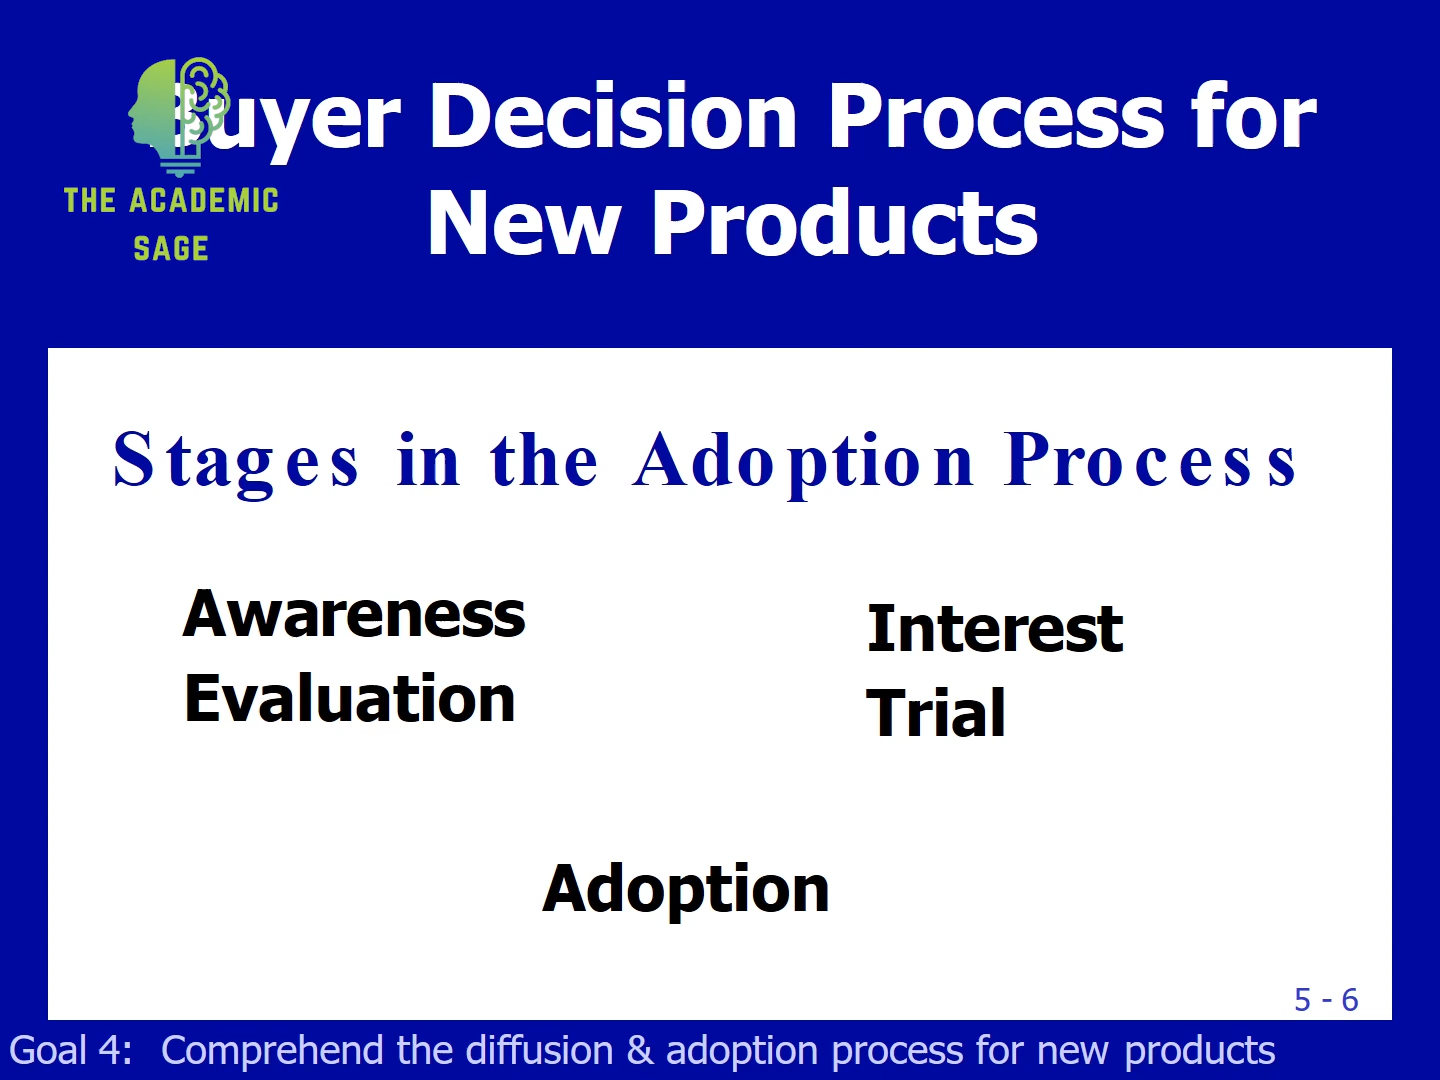 Buyer Decision Process for
New Products
THE ACADEMIC
SAGE
Stages in the Adoption Process
Awareness
Evaluation
Interest
Trial
Adoption
5 - 6
Goal 4: Comprehend the diffusion & adoption process for new products